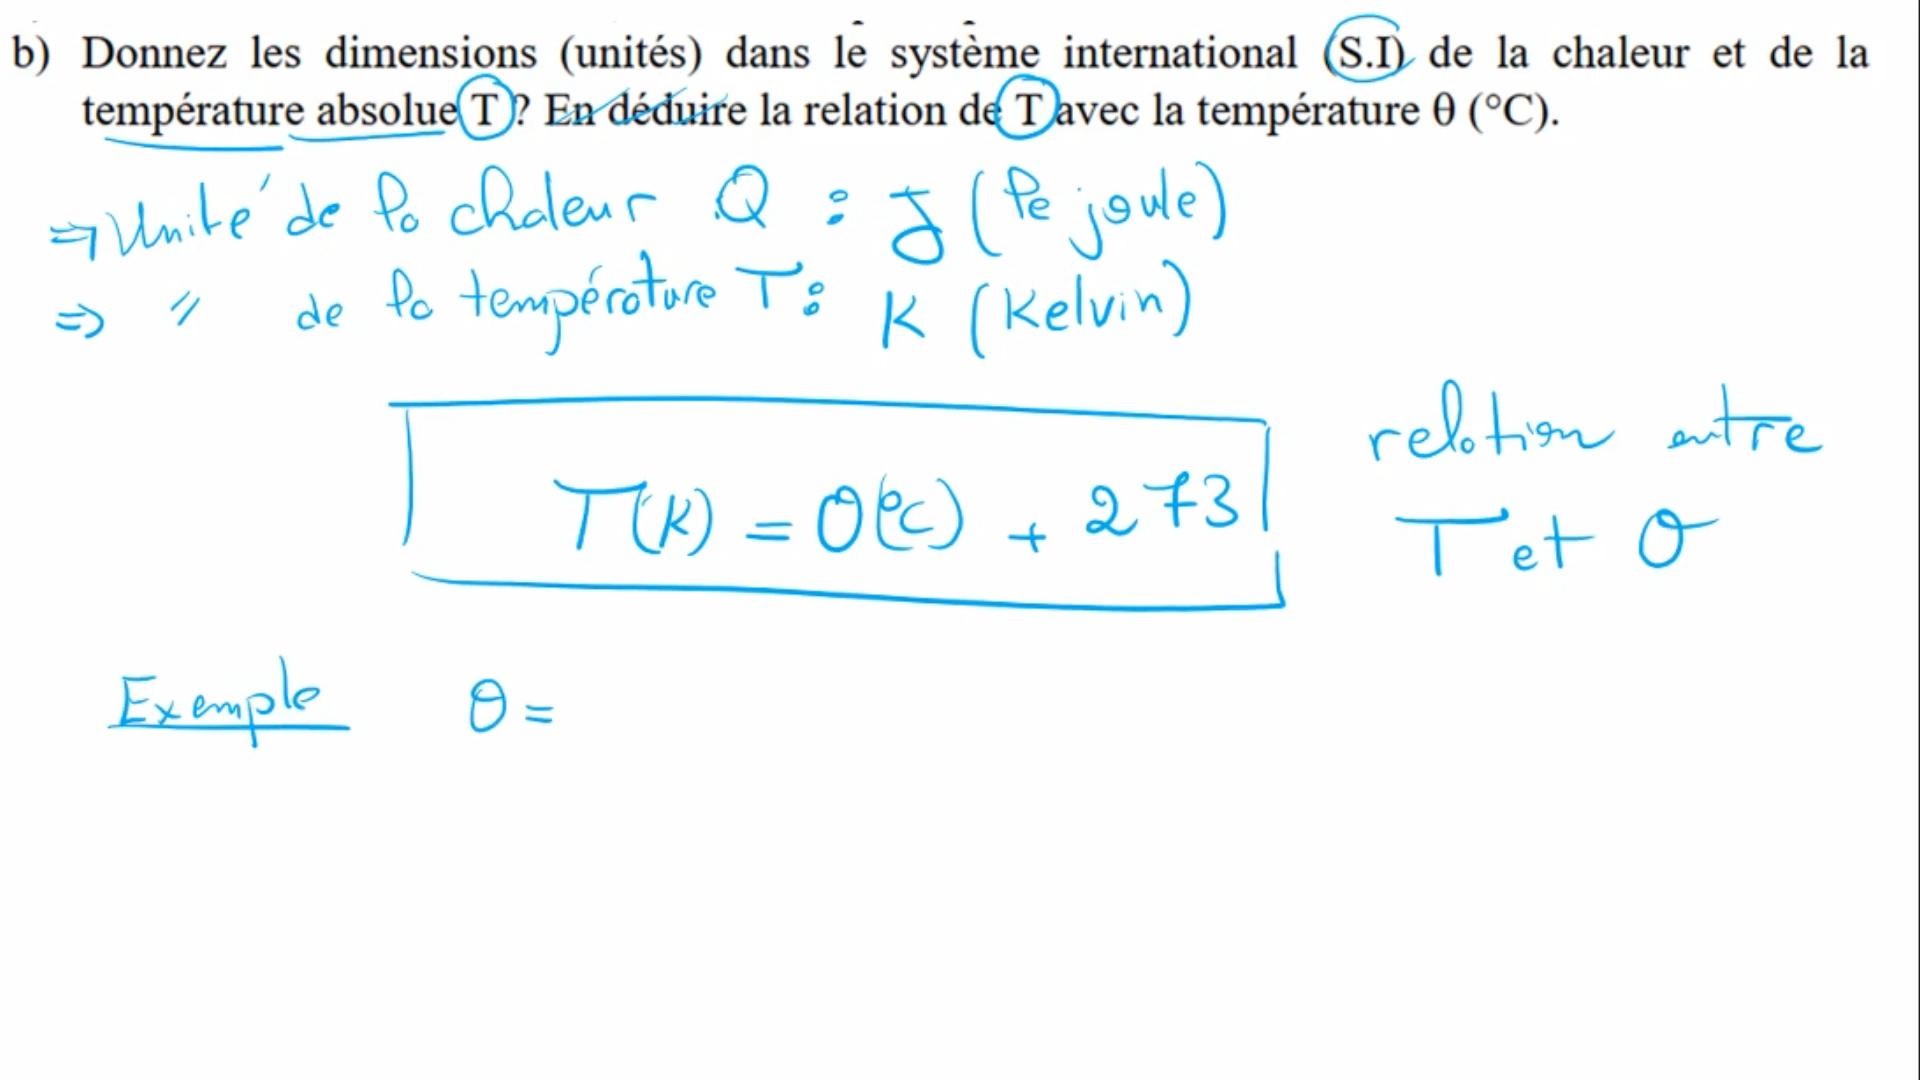 b) Donnez les dimensions (unités) dans le système international (S.I) de la chaleur et de la
température absolue T ? En déduire la relation de T avec la température θ (°C).
⇒ Unité de la chaleur Q : J (le joule)
⇒ " de la température T : K (Kelvin)
T(K) = θ(°C) + 273
relation entre
T et θ
Exemple θ =